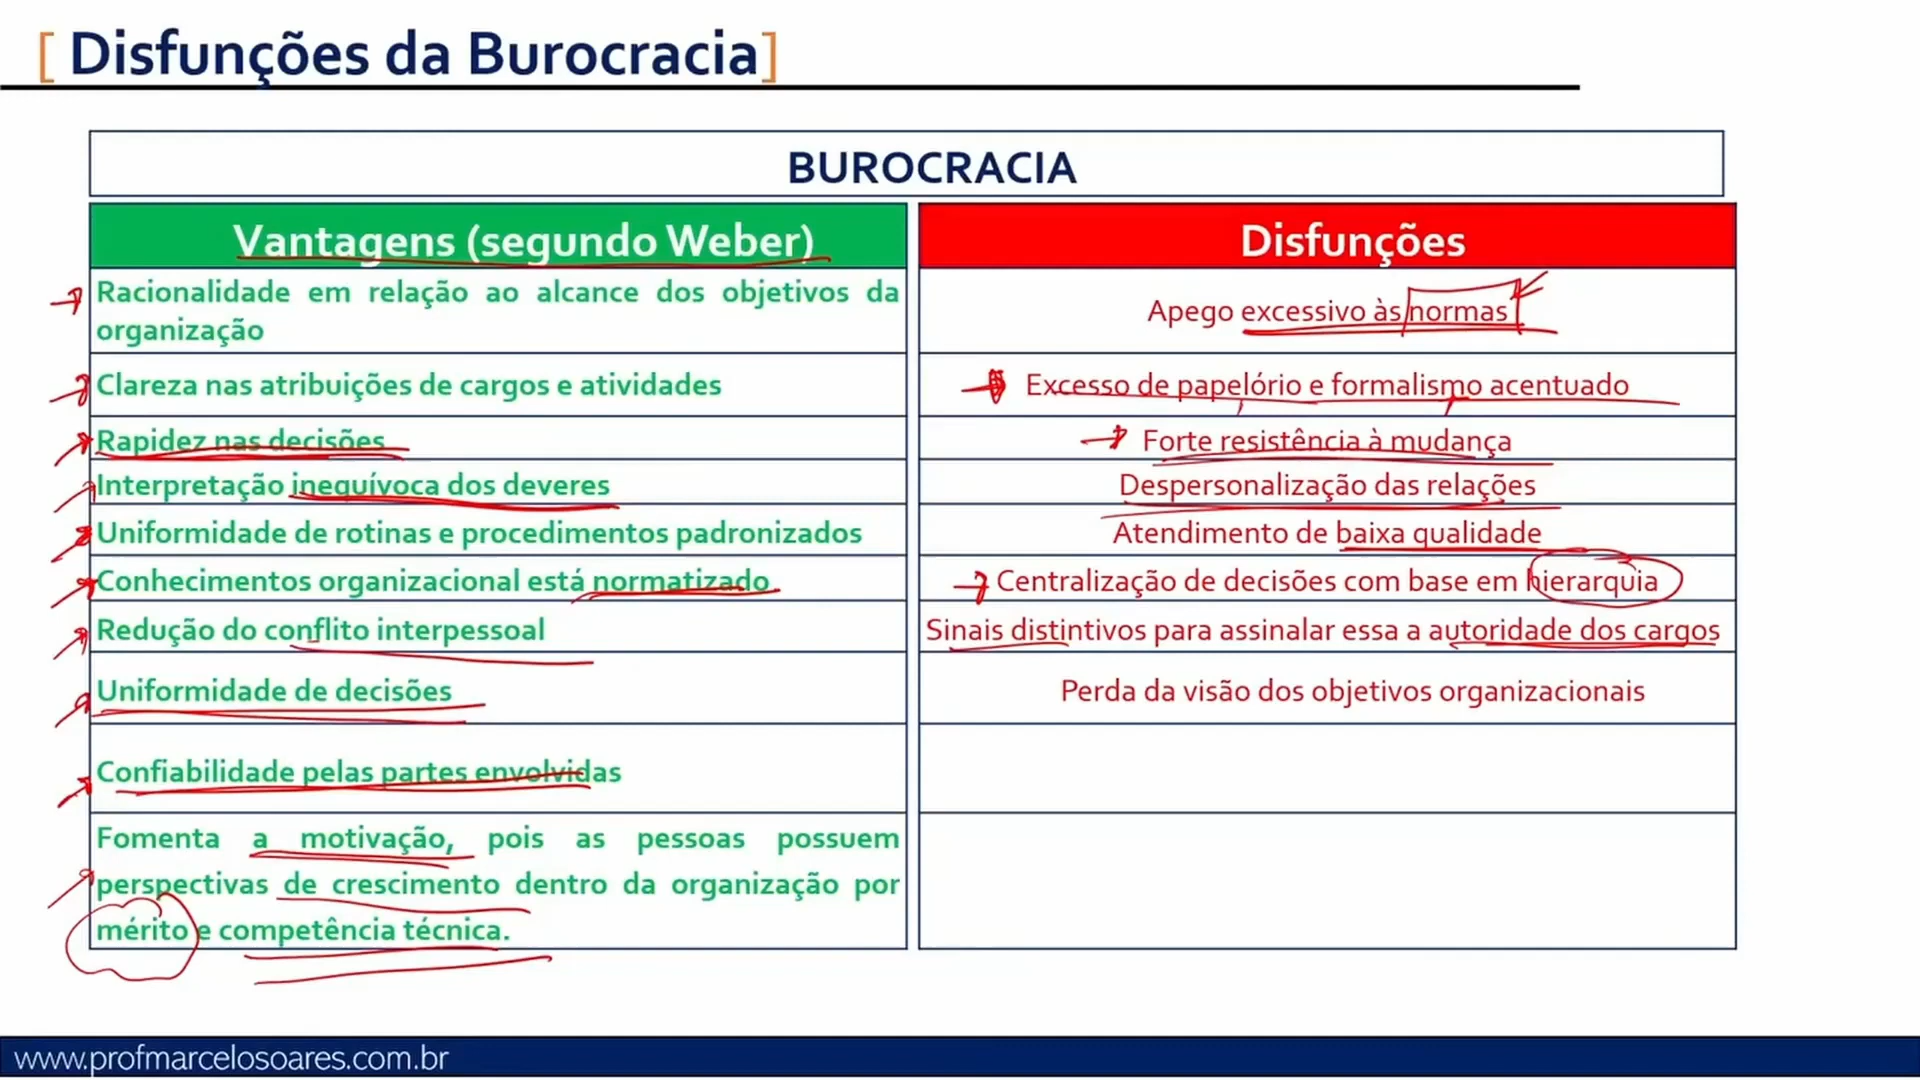 [ Disfunções da Burocracia]
BUROCRACIA
Vantagens (segundo Weber)
Racionalidade em relação ao alcance dos objetivos da
organização
Clareza nas atribuições de cargos e atividades
Rapidez nas decisões
Interpretação inequívoca dos deveres
Uniformidade de rotinas e procedimentos padronizados
Conhecimentos organizacional está normatizado
Redução do conflito interpessoal
Uniformidade de decisões
Confiabilidade pelas partes envolvidas
Fomenta a motivação, pois as pessoas possuem
perspectivas de crescimento dentro da organização por
mérito e competência técnica.
Disfunções
Apego excessivo às normas
Excesso de papelório e formalismo acentuado
Forte resistência à mudança
Despersonalização das relações
Atendimento de baixa qualidade
Centralização de decisões com base em hierarquia
Sinais distintivos para assinalar essa a autoridade dos cargos
Perda da visão dos objetivos organizacionais
www.profmarcelosoares.com.br